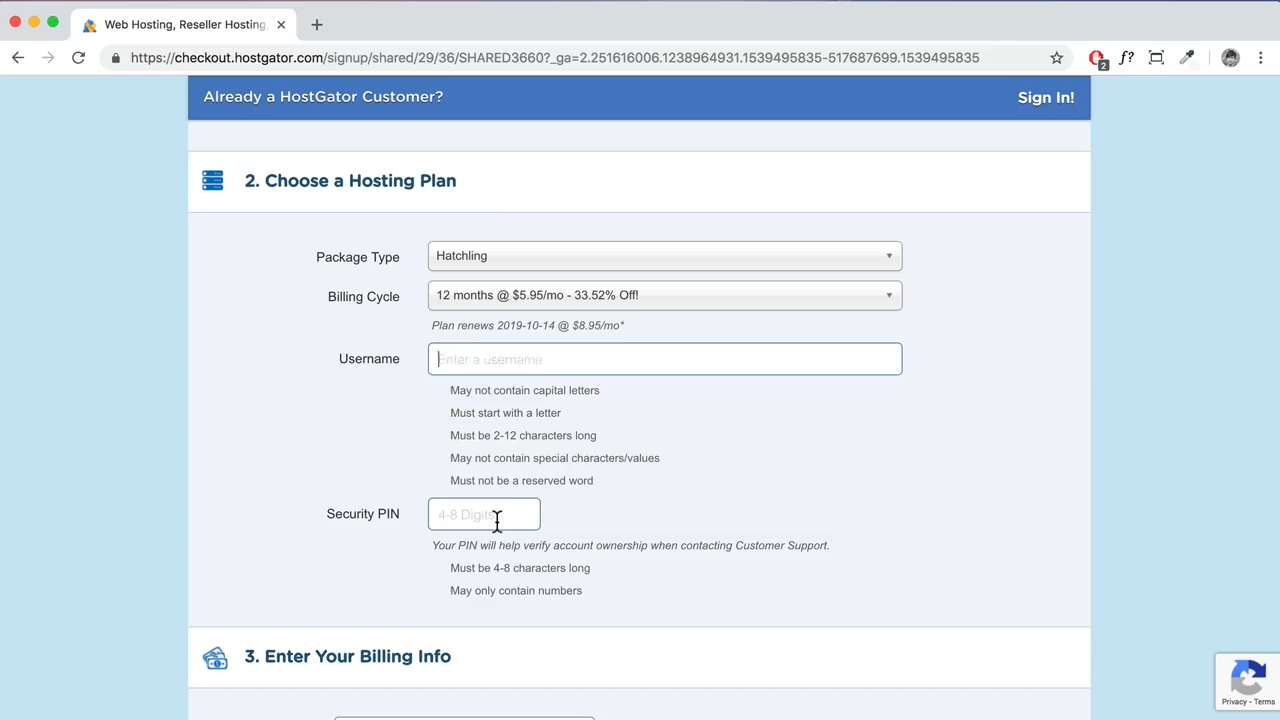 Web Hosting, Reseller Hosting,
https://checkout.hostgator.com/signup/shared/29/36/SHARED3660?_ga=2.251616006.1238964931.1539495835-517687699.1539495835
2
f?
Already a HostGator Customer?
Sign In!
2. Choose a Hosting Plan
Package Type
Hatchling
Billing Cycle
12 months @ $5.95/mo - 33.52% Off!
Plan renews 2019-10-14 @ $8.95/mo*
Username
Enter a username
May not contain capital letters
Must start with a letter
Must be 2-12 characters long
May not contain special characters/values
Must not be a reserved word
Security PIN
4-8 Digits
Your PIN will help verify account ownership when contacting Customer Support.
Must be 4-8 characters long
May only contain numbers
3. Enter Your Billing Info
Privacy - Terms